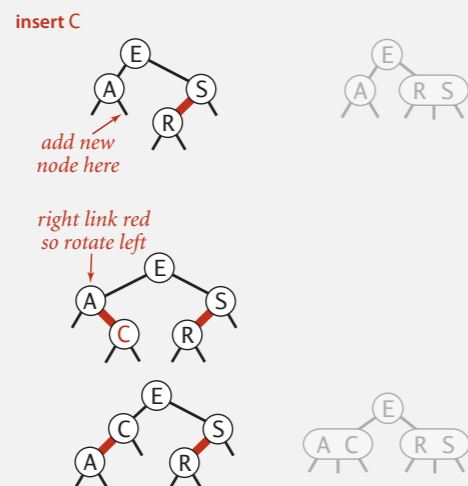 insert C
E
E
A
S
A
R S
R
add new
node here
right link red
so rotate left
E
A
S
C
R
E
E
C
S
A C
R S
A
R